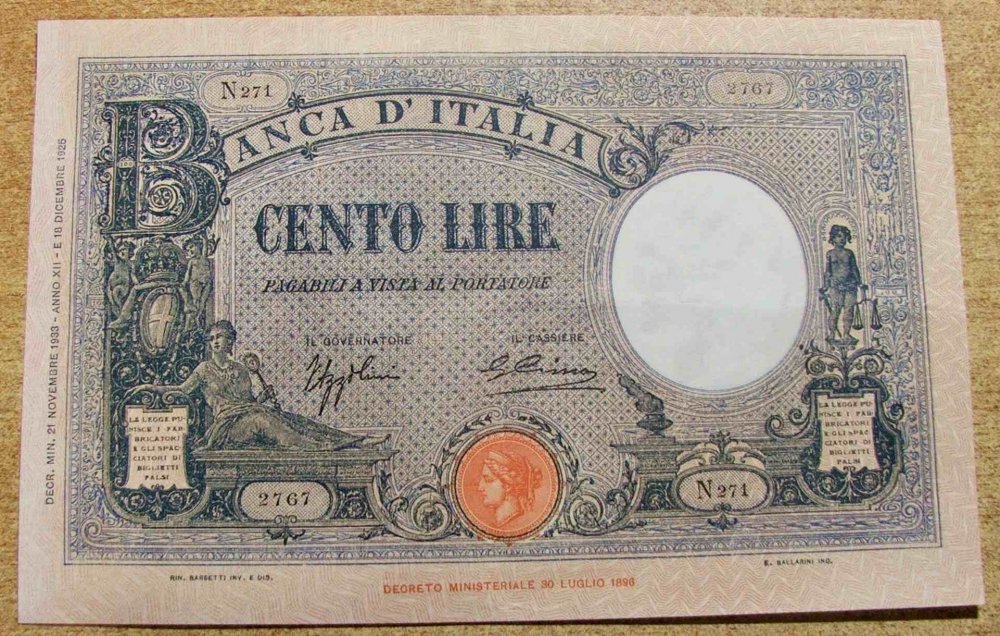 N271
2767
BANCA D'ITALIA
CENTO LIRE
PAGABILI A VISTA AL PORTATORE
IL GOVERNATORE
IL CASSIERE
LA LEGGE PU-
NISCE I FAB-
BRICATORI
E GLI SPAC-
CIATORI DI
BIGLIETTI
FALSI
LA LEGGE PU-
NISCE I FAB-
BRICATORI
E GLI SPAC-
CIATORI DI
BIGLIETTI
FALSI
2767
N271
RIN. BARBETTI INV. E DIS.
E. BALLARINI INC.
DECRETO MINISTERIALE 30 LUGLIO 1896
DECR. MIN. 21 NOVEMBRE 1933 - ANNO XII - E 18 DICEMBRE 1926